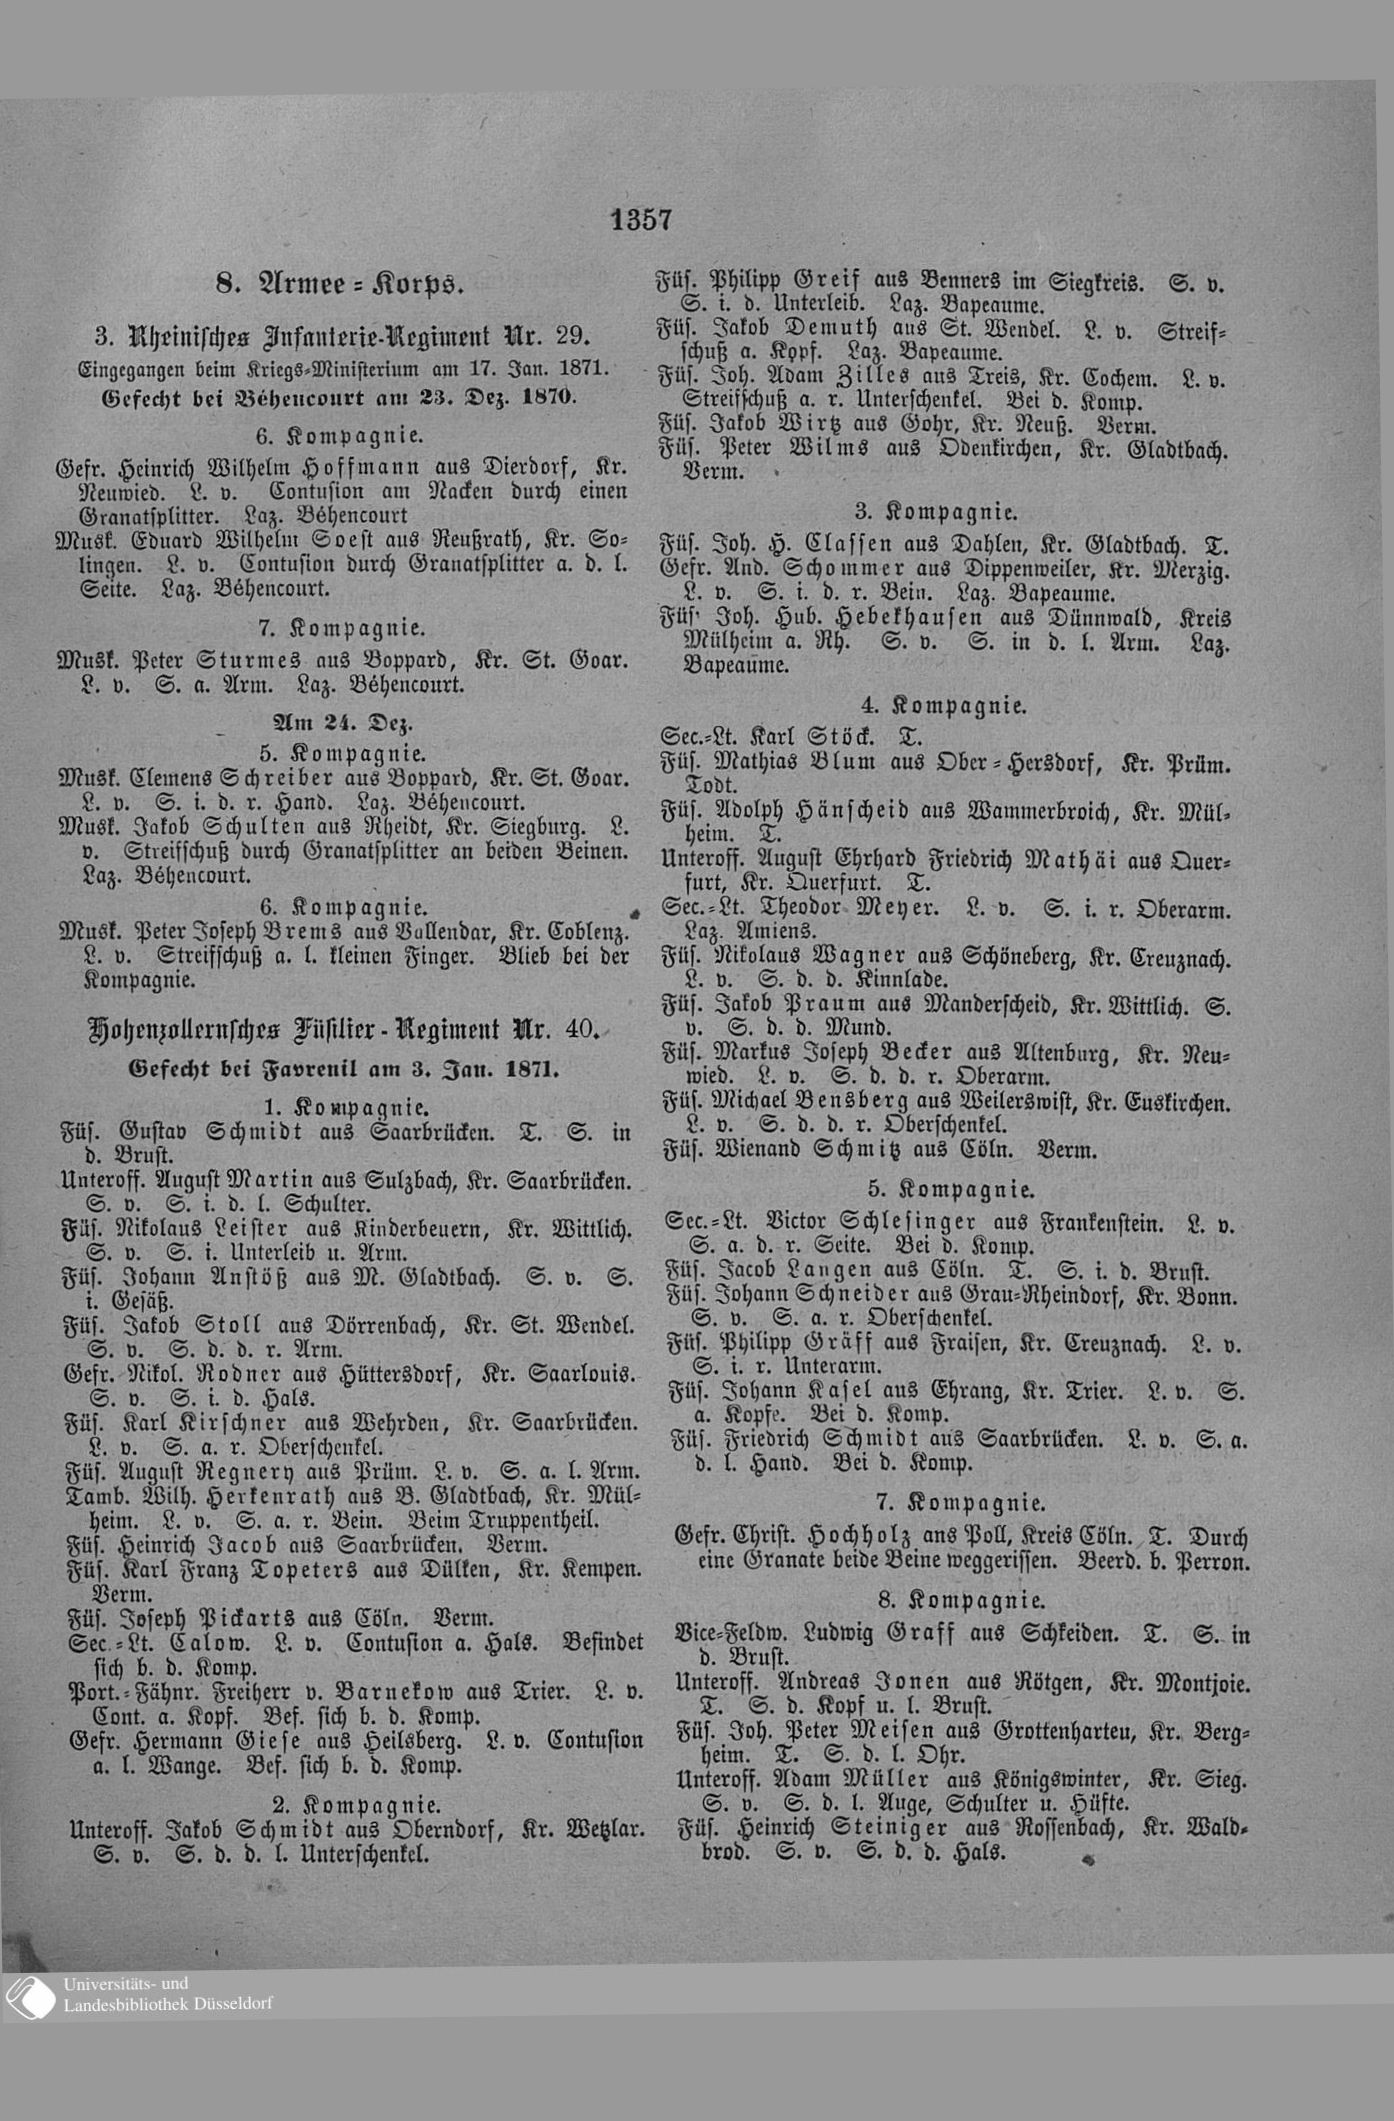 1357
8. Armee-Korps.
3. Rheinisches Infanterie-Regiment Nr. 29.
Eingegangen beim Kriegs-Ministerium am 17. Jan. 1871.
Gefecht bei Béhencourt am 23. Dez. 1870.
6. Kompagnie.
Gefr. Heinrich Wilhelm Hoffmann aus Dierdorf, Kr.
Neuwied. L. v. Contusion am Nacken durch einen
Granatsplitter. Laz. Béhencourt
Musk. Eduard Wilhelm Soest aus Reußrath, Kr. So-
lingen. L. v. Contusion durch Granatsplitter a. d. l.
Seite. Laz. Béhencourt.
7. Kompagnie.
Musk. Peter Sturmes aus Boppard, Kr. St. Goar.
L. v. S. a. Arm. Laz. Béhencourt.
Am 24. Dez.
5. Kompagnie.
Musk. Clemens Schreiber aus Boppard, Kr. St. Goar.
L. v. S. i. d. r. Hand. Laz. Béhencourt.
Musk. Jakob Schulten aus Rheidt, Kr. Siegburg. L.
v. Streifschuß durch Granatsplitter an beiden Beinen.
Laz. Béhencourt.
6. Kompagnie.
Musk. Peter Joseph Brems aus Vallendar, Kr. Coblenz.
L. v. Streifschuß a. l. kleinen Finger. Blieb bei der
Kompagnie.
Hohenzollernsches Füsilier-Regiment Nr. 40.
Gefecht bei Favreuil am 3. Jan. 1871.
1. Kompagnie.
Füs. Gustav Schmidt aus Saarbrücken. T. S. in
d. Brust.
Unteroff. August Martin aus Sulzbach, Kr. Saarbrücken.
S. v. S. i. d. l. Schulter.
Füs. Nikolaus Leister aus Kinderbeuern, Kr. Wittlich.
S. v. S. i. Unterleib u. Arm.
Füs. Johann Anstöß aus M. Gladtbach. S. v. S.
i. Gesäß.
Füs. Jakob Stoll aus Dörrenbach, Kr. St. Wendel.
S. v. S. d. d. r. Arm.
Gefr. Nikol. Rodner aus Hüttersdorf, Kr. Saarlouis.
S. v. S. i. d. Hals.
Füs. Karl Kirschner aus Wehrden, Kr. Saarbrücken.
L. v. S. a. r. Oberschenkel.
Füs. August Regnery aus Prüm. L. v. S. a. l. Arm.
Tamb. Wilh. Herkenrath aus B. Gladtbach, Kr. Mül-
heim. L. v. S. a. r. Bein. Beim Truppentheil.
Füs. Heinrich Jacob aus Saarbrücken. Verm.
Füs. Karl Franz Topeters aus Dülken, Kr. Kempen.
Verm.
Füs. Joseph Pickarts aus Cöln. Verm.
Sec.-Lt. Calow. L. v. Contusion a. Hals. Befindet
sich b. d. Komp.
Port.-Fähnr. Freiherr v. Barnekow aus Trier. L. v.
Cont. a. Kopf. Bef. sich b. d. Komp.
Gefr. Hermann Giese aus Heilsberg. L. v. Contusion
a. l. Wange. Bef. sich b. d. Komp.
2. Kompagnie.
Unteroff. Jakob Schmidt aus Oberndorf, Kr. Wetzlar.
S. v. S. d. d. l. Unterschenkel.
Füs. Philipp Greif aus Benners im Siegkreis. S. v.
S. i. d. Unterleib. Laz. Bapeaume.
Füs. Jakob Demuth aus St. Wendel. L. v. Streif-
schuß a. Kopf. Laz. Bapeaume.
Füs. Joh. Adam Zilles aus Treis, Kr. Cochem. L. v.
Streifschuß a. r. Unterschenkel. Bei d. Komp.
Füs. Jakob Wirtz aus Gohr, Kr. Neuß. Verm.
Füs. Peter Wilms aus Odenkirchen, Kr. Gladtbach.
Verm.
3. Kompagnie.
Füs. Joh. H. Classen aus Dahlen, Kr. Gladtbach. T.
Gefr. And. Schommer aus Dippenweiler, Kr. Merzig.
L. v. S. i. d. r. Bein. Laz. Bapeaume.
Füs. Joh. Hub. Hebekhausen aus Dünnwald, Kreis
Mülheim a. Rh. S. v. S. in d. l. Arm. Laz.
Bapeaume.
4. Kompagnie.
Sec.-Lt. Karl Stöck. T.
Füs. Mathias Blum aus Ober-Hersdorf, Kr. Prüm.
Todt.
Füs. Adolph Hänscheid aus Wammerbroich, Kr. Mül-
heim. T.
Unteroff. August Ehrhard Friedrich Mathäi aus Quer-
furt, Kr. Querfurt. T.
Sec.-Lt. Theodor Meyer. L. v. S. i. r. Oberarm.
Laz. Amiens.
Füs. Nikolaus Wagner aus Schöneberg, Kr. Creuznach.
L. v. S. d. d. Kinnlade.
Füs. Jakob Praum aus Manderscheid, Kr. Wittlich. S.
v. S. d. d. Mund.
Füs. Markus Joseph Becker aus Altenburg, Kr. Neu-
wied. L. v. S. d. d. r. Oberarm.
Füs. Michael Bensberg aus Weilerswist, Kr. Euskirchen.
L. v. S. d. d. r. Oberschenkel.
Füs. Wienand Schmitz aus Cöln. Verm.
5. Kompagnie.
Sec.-Lt. Victor Schlesinger aus Frankenstein. L. v.
S. a. d. r. Seite. Bei d. Komp.
Füs. Jacob Langen aus Cöln. T. S. i. d. Brust.
Füs. Johann Schneider aus Grau-Rheindorf, Kr. Bonn.
S. v. S. a. r. Oberschenkel.
Füs. Philipp Gräff aus Fraisen, Kr. Creuznach. L. v.
S. i. r. Unterarm.
Füs. Johann Kasel aus Ehrang, Kr. Trier. L. v. S.
a. Kopfe. Bei d. Komp.
Füs. Friedrich Schmidt aus Saarbrücken. L. v. S. a.
d. l. Hand. Bei d. Komp.
7. Kompagnie.
Gefr. Christ. Hochholz ans Poll, Kreis Cöln. T. Durch
eine Granate beide Beine weggerissen. Beerd. b. Perron.
8. Kompagnie.
Vice-Feldw. Ludwig Graff aus Schkeiden. T. S. in
d. Brust.
Unteroff. Andreas Jonen aus Rötgen, Kr. Montjoie.
T. S. d. Kopf u. l. Brust.
Füs. Joh. Peter Meisen aus Grottenharten, Kr. Berg-
heim. T. S. d. l. Ohr.
Unteroff. Adam Müller aus Königswinter, Kr. Sieg.
S. v. S. d. l. Auge, Schulter u. Hüfte.
Füs. Heinrich Steiniger aus Rossenbach, Kr. Wald-
brod. S. v. S. d. d. Hals.
Universitäts- und
Landesbibliothek Düsseldorf